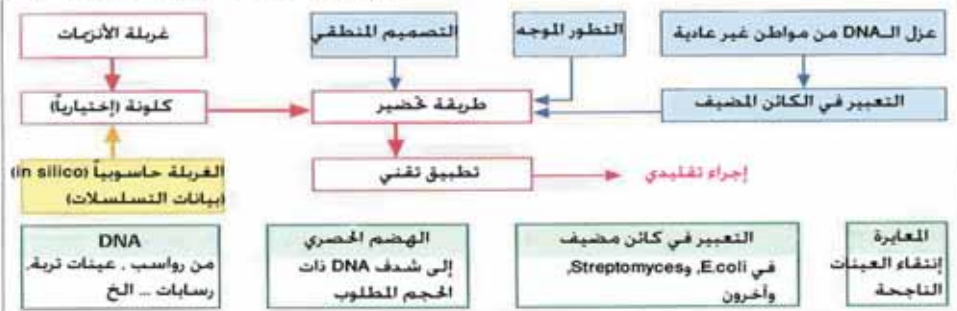 عزل الـDNA من مواطن غير عادية
التطور الموجه
التصميم المنطقي
غربلة الأنزيمات
التعبير في الكائن المضيف
طريقة تحضير
كلونة (إختيارياً)
إجراء تقليدي
تطبيق تقني
الغربلة حاسوبياً (in silico)
(بيانات التسلسلات)
المعايرة
إنتقاء العينات
الناجحة
التعبير في كائن مضيف
في E.coli, وStreptomyces,
وآخرون
الهضم الحصري
إلى شدف DNA ذات
الحجم المطلوب
DNA
من رواسب , عينات تربة,
رسابات ... الخ